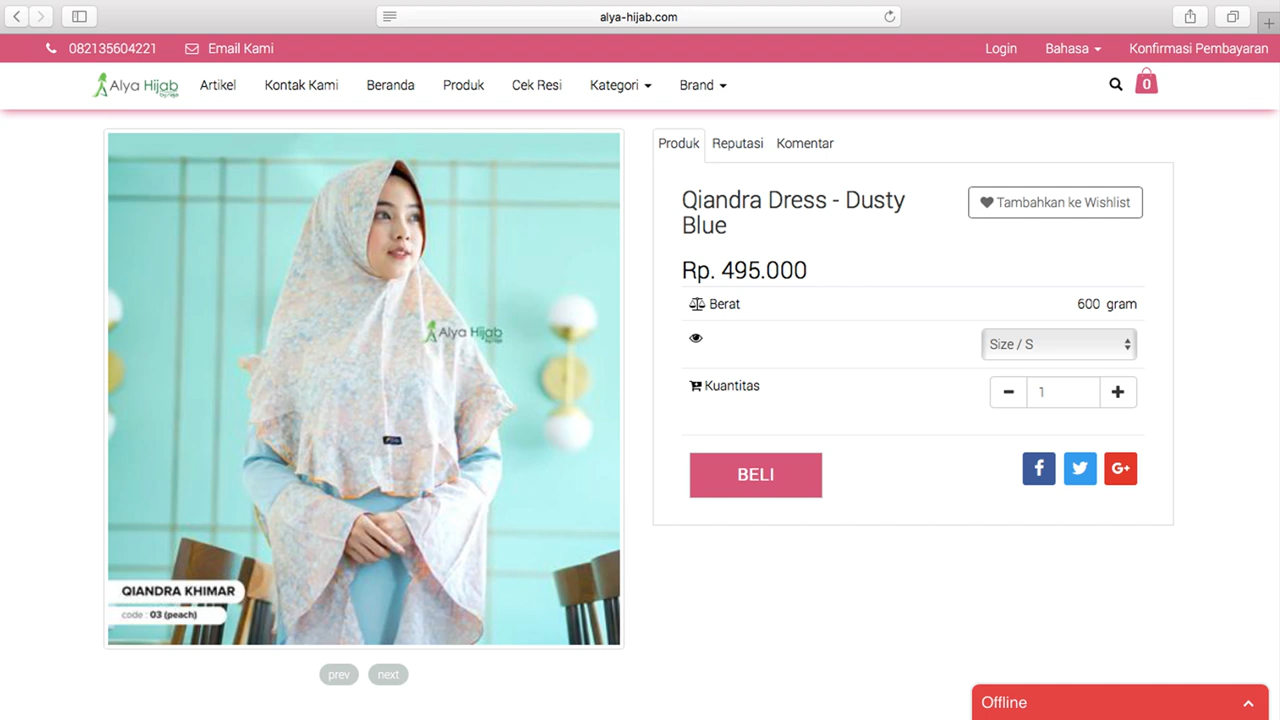 alya-hijab.com
082135604221
Email Kami
Login
Bahasa
Konfirmasi Pembayaran
Alya Hijab
Artikel
Kontak Kami
Beranda
Produk
Cek Resi
Kategori
Brand
0
Alya Hijab
QIANDRA KHIMAR
code : 03 (peach)
prev
next
Produk
Reputasi
Komentar
Qiandra Dress - Dusty
Blue
Tambahkan ke Wishlist
Rp. 495.000
Berat
600 gram
Size / S
Kuantitas
1
BELI
Offline